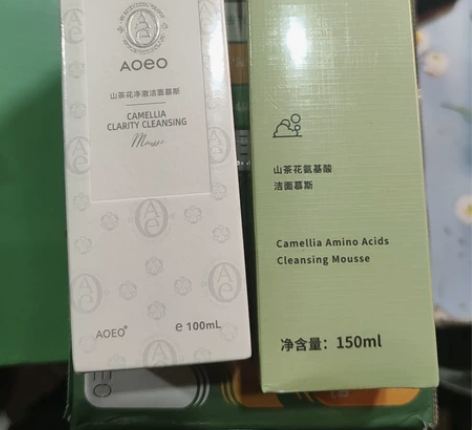 AOEO
山茶花净澈洁面慕斯
CAMELLIA
CLARITY CLEANSING
Mousse
AOEO
℮ 100mL
山茶花氨基酸
洁面慕斯
Camellia Amino Acids
Cleansing Mousse
净含量：150ml